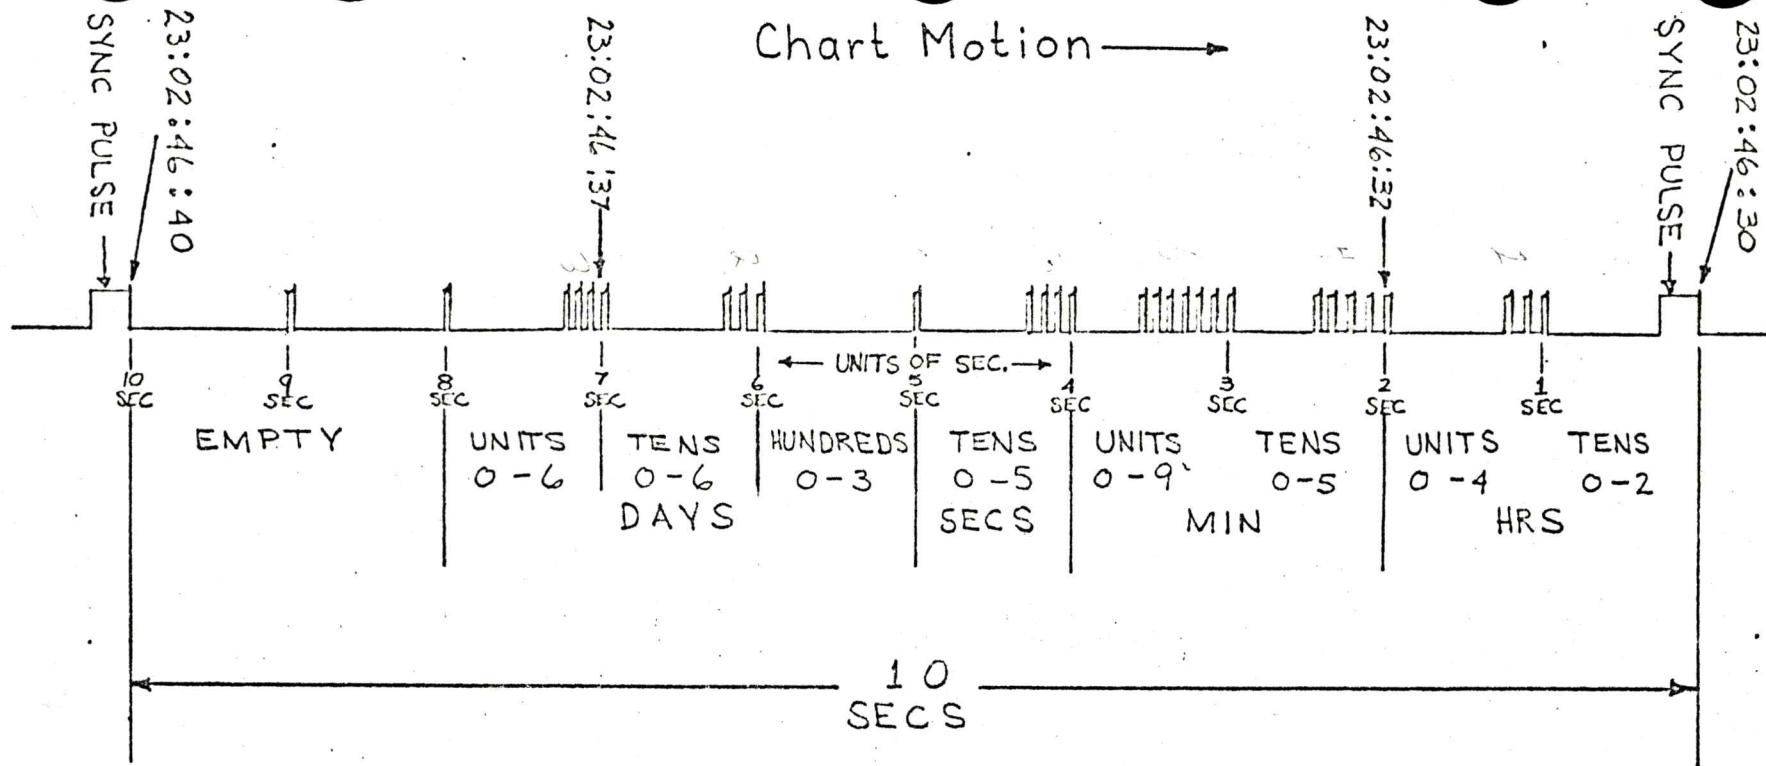 Chart Motion
SYNC PULSE
23:02:46:40
23:02:46:37
23:02:46:32
SYNC PULSE
23:02:46:30
UNITS OF SEC.
10 SEC
9 SEC
8 SEC
7 SEC
6 SEC
5 SEC
4 SEC
3 SEC
2 SEC
1 SEC
EMPTY
UNITS
0-6
TENS
0-6
DAYS
HUNDREDS
0-3
TENS
0-5
SECS
UNITS
0-9
TENS
0-5
MIN
UNITS
0-4
TENS
0-2
HRS
10
SECS